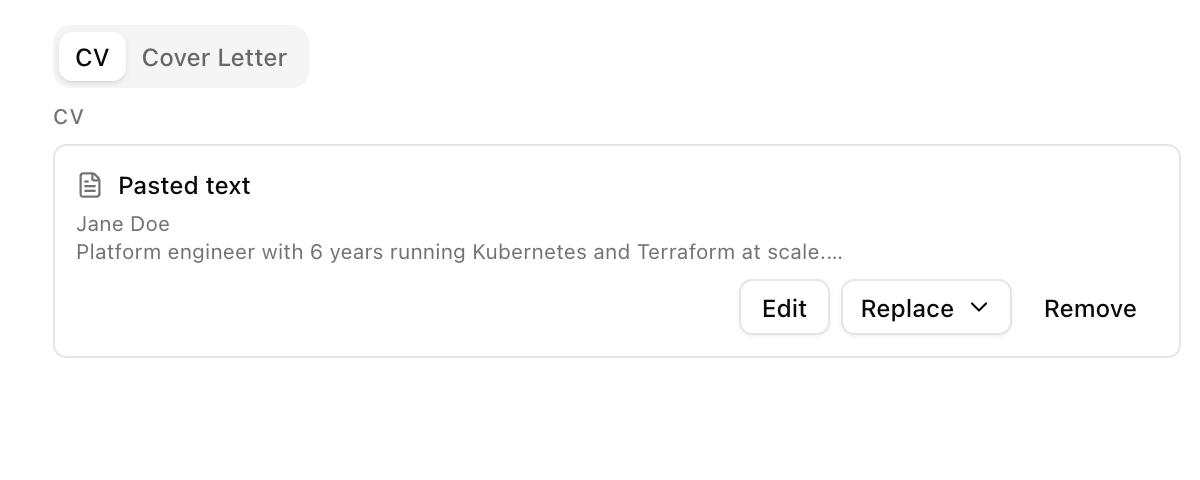 CV Cover Letter
CV
Pasted text
Jane Doe
Platform engineer with 6 years running Kubernetes and Terraform at scale....
Edit Replace Remove